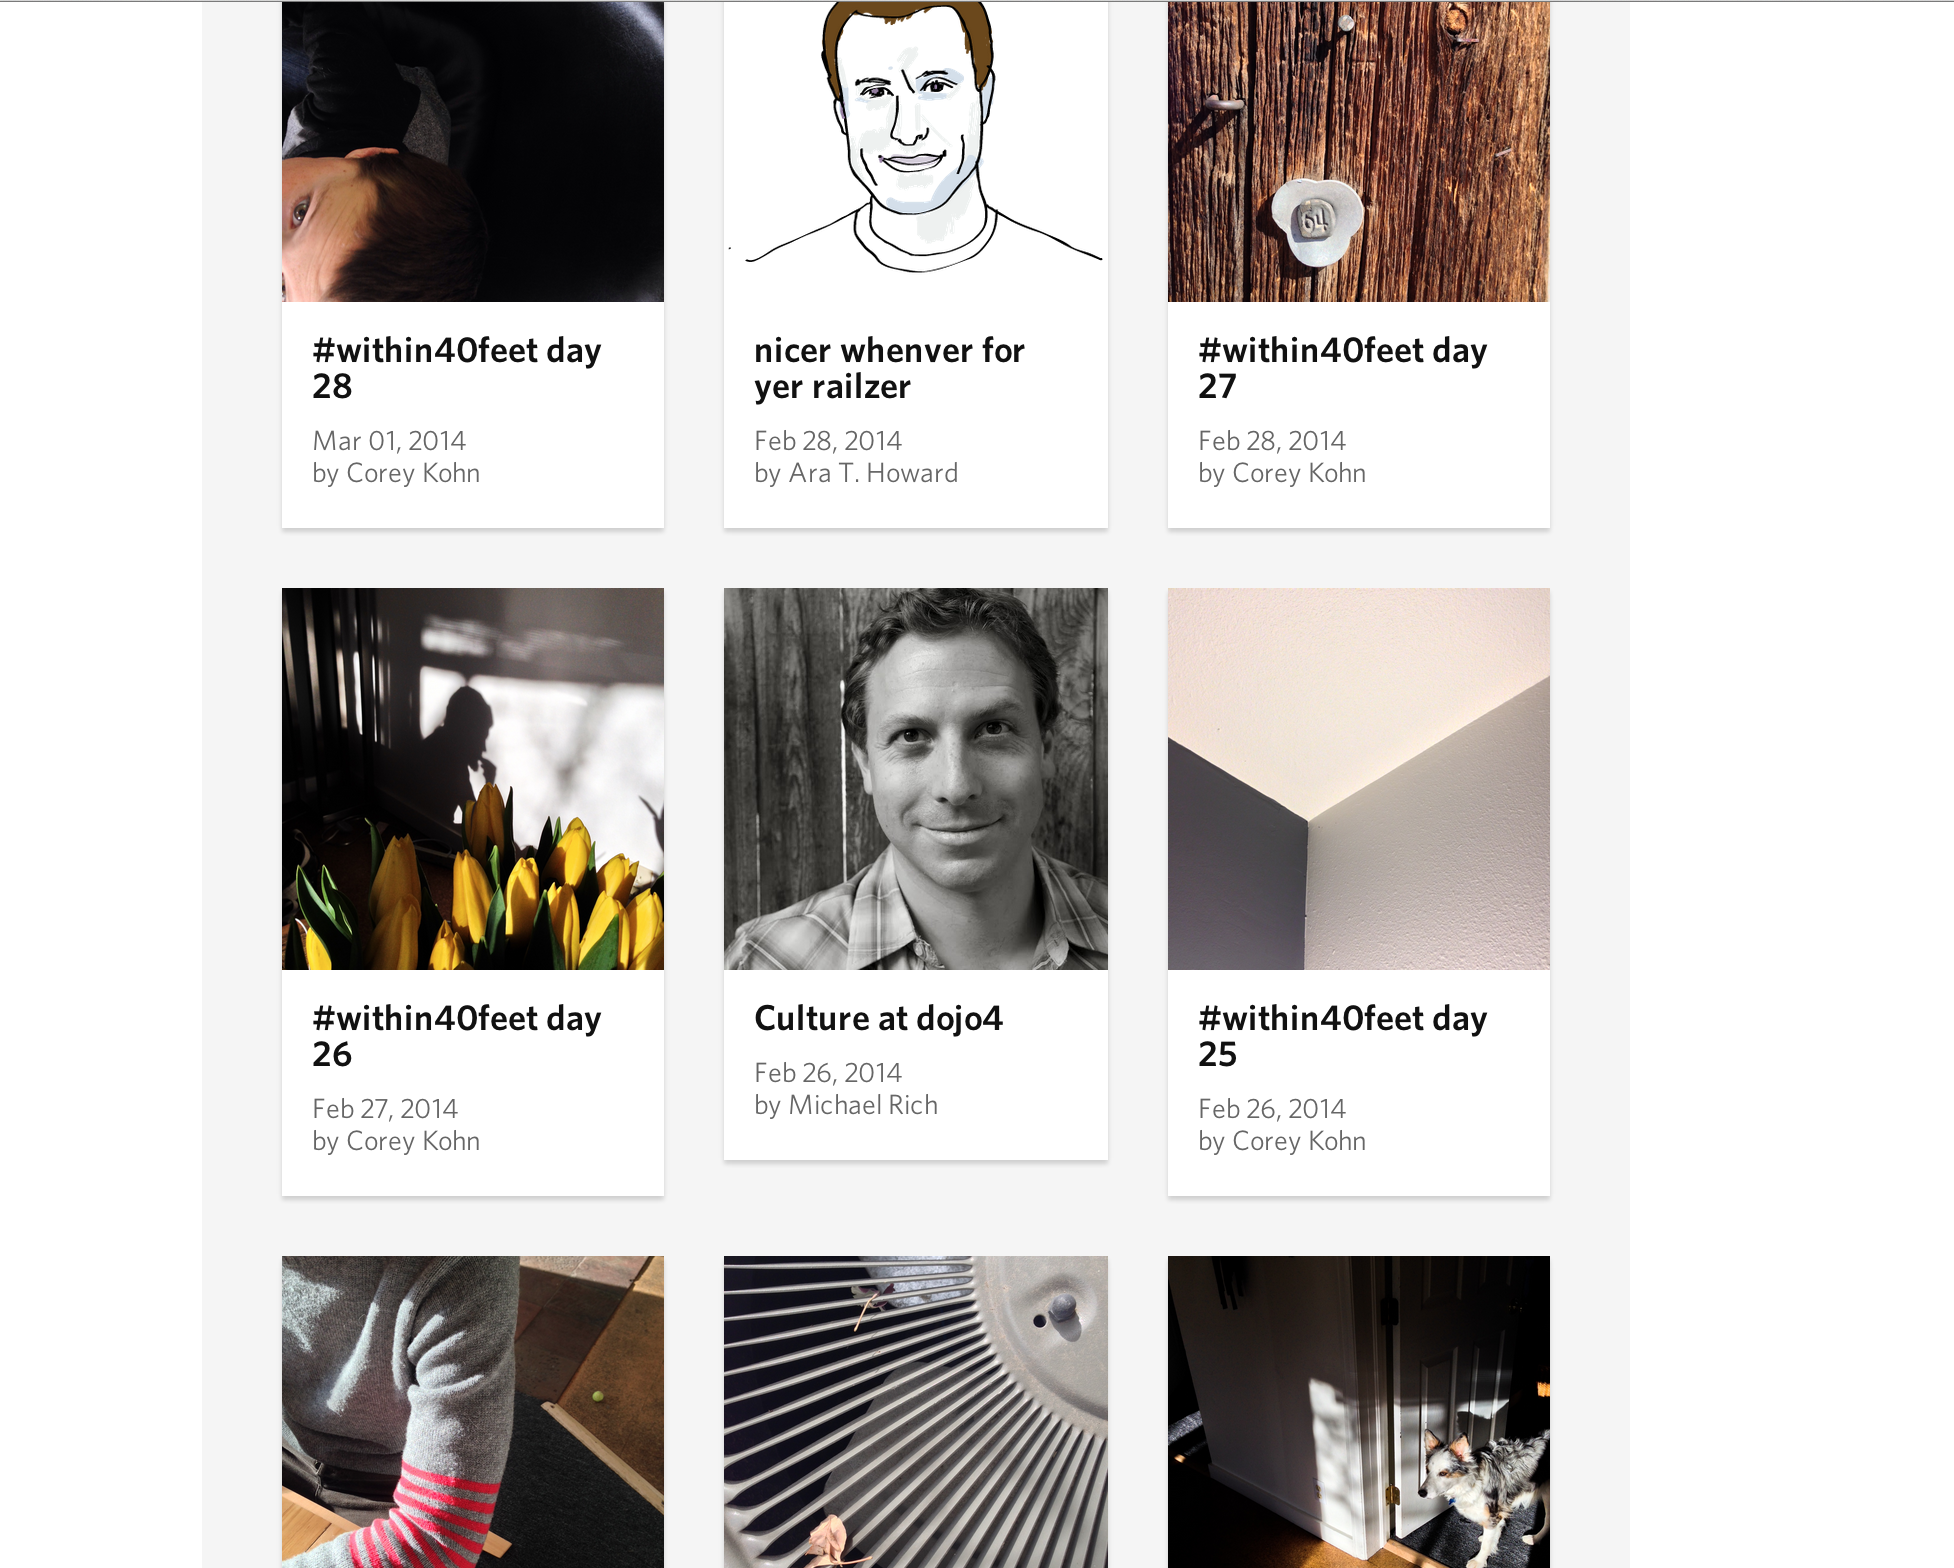 64
#within40feet day
28
Mar 01, 2014
by Corey Kohn
nicer whenver for
yer railzer
Feb 28, 2014
by Ara T. Howard
#within40feet day
27
Feb 28, 2014
by Corey Kohn
#within40feet day
26
Feb 27, 2014
by Corey Kohn
Culture at dojo4
Feb 26, 2014
by Michael Rich
#within40feet day
25
Feb 26, 2014
by Corey Kohn